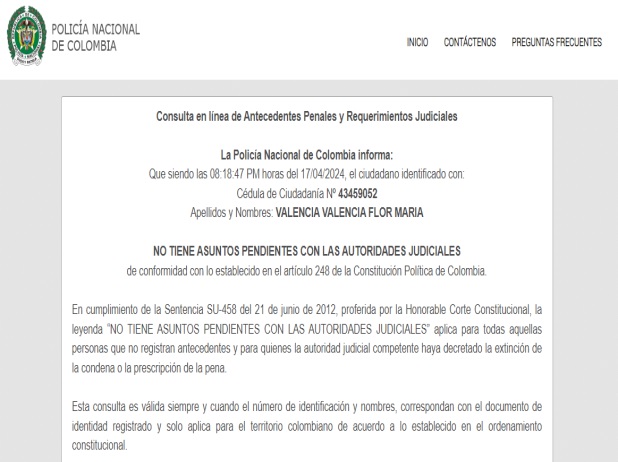 POLICÍA NACIONAL
DE COLOMBIA
INICIO CONTÁCTENOS PREGUNTAS FRECUENTES
Consulta en línea de Antecedentes Penales y Requerimientos Judiciales
La Policía Nacional de Colombia informa:
Que siendo las 08:18:47 PM horas del 17/04/2024, el ciudadano identificado con:
Cédula de Ciudadanía Nº 43459052
Apellidos y Nombres: VALENCIA VALENCIA FLOR MARIA
NO TIENE ASUNTOS PENDIENTES CON LAS AUTORIDADES JUDICIALES
de conformidad con lo establecido en el artículo 248 de la Constitución Política de Colombia.
En cumplimiento de la Sentencia SU-458 del 21 de junio de 2012, proferida por la Honorable Corte Constitucional, la
leyenda “NO TIENE ASUNTOS PENDIENTES CON LAS AUTORIDADES JUDICIALES” aplica para todas aquellas
personas que no registran antecedentes y para quienes la autoridad judicial competente haya decretado la extinción de
la condena o la prescripción de la pena.
Esta consulta es válida siempre y cuando el número de identificación y nombres, correspondan con el documento de
identidad registrado y solo aplica para el territorio colombiano de acuerdo a lo establecido en el ordenamiento
constitucional.